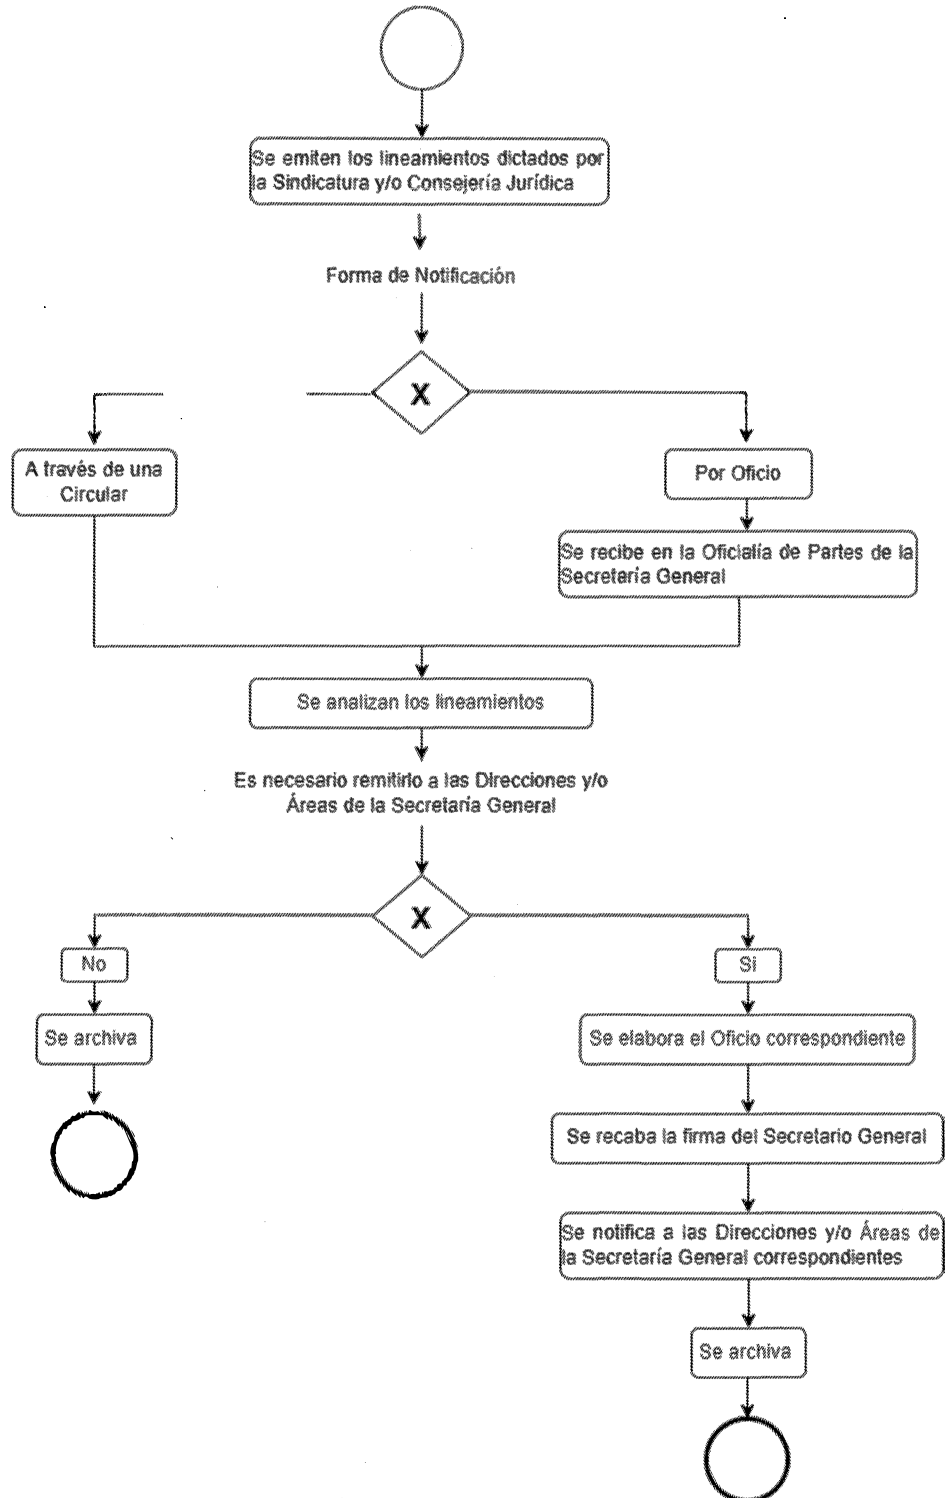 Se emiten los lineamientos dictados por
la Sindicatura y/o Consejería Jurídica
Forma de Notificación
X
A través de una
Circular
Por Oficio
Se recibe en la Oficialía de Partes de la
Secretaría General
Se analizan los lineamientos
Es necesario remitirlo a las Direcciones y/o
Áreas de la Secretaría General
X
No
Si
Se archiva
Se elabora el Oficio correspondiente
Se recaba la firma del Secretario General
Se notifica a las Direcciones y/o Áreas de
la Secretaría General correspondientes
Se archiva